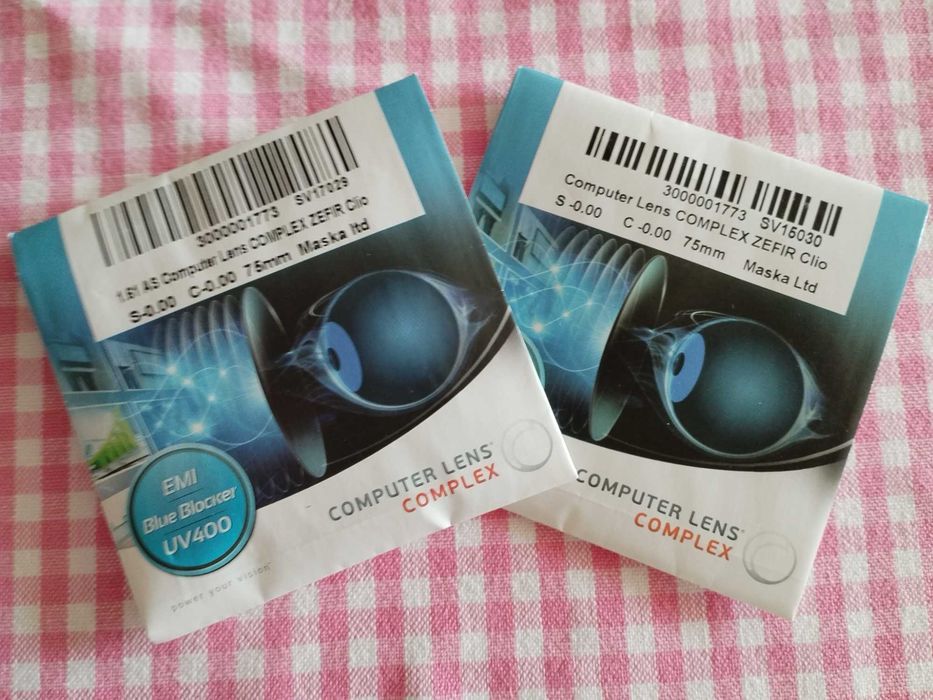 3000001773 SV17029
1.61 AS Computer Lens COMPLEX ZEFIR Clio
S-0.00 C-0.00 75mm Maska ltd
EMI
Blue Blocker
UV400
COMPUTER LENS
COMPLEX
power your vision
3000001773 SV15030
Computer Lens COMPLEX ZEFIR Clio
S -0.00 C -0.00 75mm Maska Ltd
COMPUTER LENS
COMPLEX